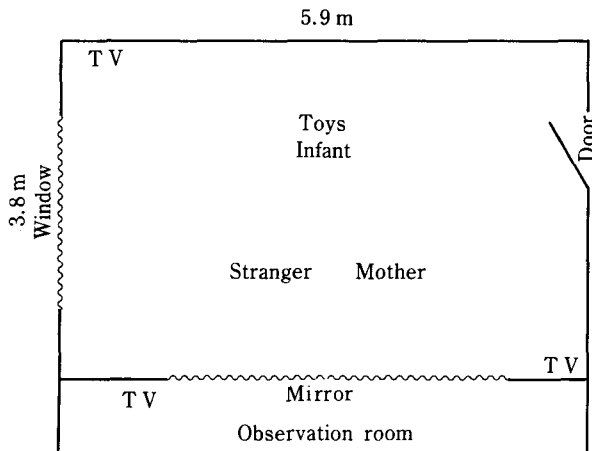 5.9 m
T V
Toys
Infant
Door
3.8 m
Window
Stranger Mother
T V
T V
Mirror
Observation room